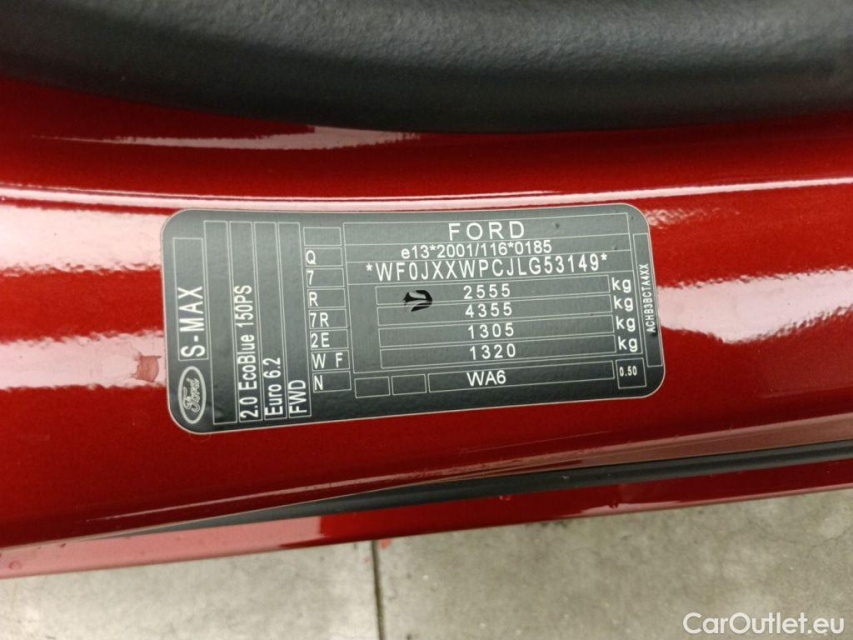 FORD
e13*2001/116*0185
*WF0JXXWPCJLG53149*
2555 kg
4355 kg
1305 kg
1320 kg
WA6
0.50
ACHB3BCTA4XX
Q
7
R
7R
2E
W F
N
Ford S-MAX
2.0 EcoBlue 150PS
Euro 6.2
FWD
CarOutlet.eu